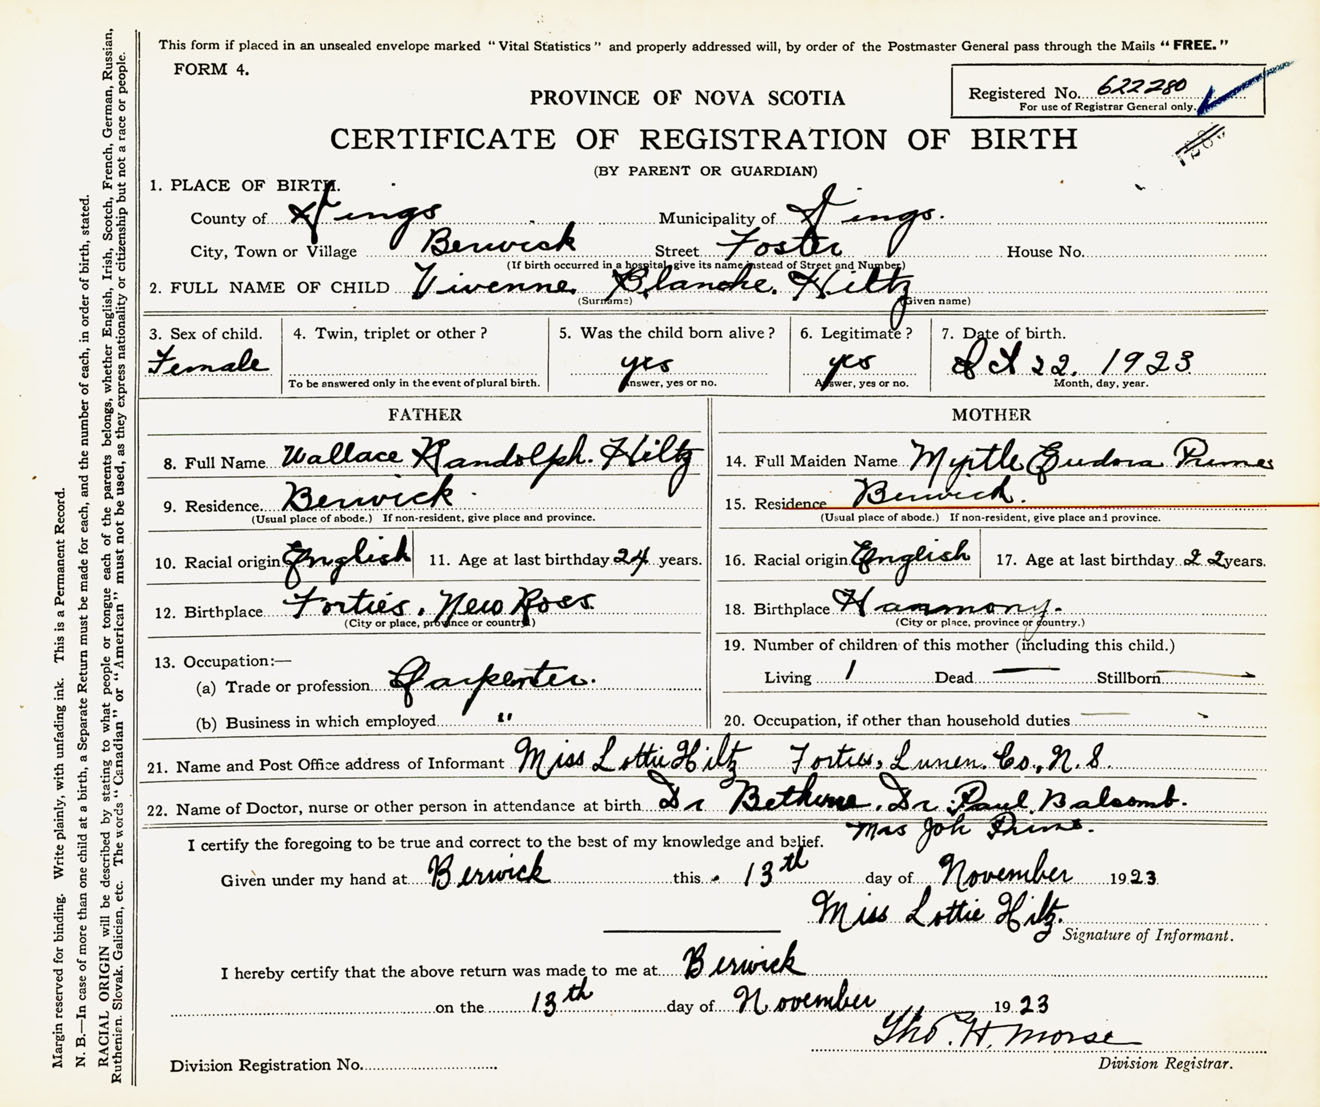 This form if placed in an unsealed envelope marked "Vital Statistics" and properly addressed will, by order of the Postmaster General pass through the Mails "FREE."
FORM 4.
Registered No. 622280
For use of Registrar General only.
PROVINCE OF NOVA SCOTIA
CERTIFICATE OF REGISTRATION OF BIRTH
(BY PARENT OR GUARDIAN)
1. PLACE OF BIRTH.
County of Kings Municipality of Kings.
City, Town or Village Berwick Street Foster House No.
(If birth occurred in a hospital, give its name instead of Street and Number)
2. FULL NAME OF CHILD Vivenne Blanche. Hiltz
(Surname) (Given name)
3. Sex of child. 4. Twin, triplet or other? 5. Was the child born alive? 6. Legitimate? 7. Date of birth.
Female yes yes Oct 22. 1923
To be answered only in the event of plural birth. Answer, yes or no. Answer, yes or no. Month, day, year.
FATHER MOTHER
8. Full Name Wallace Randolph. Hiltz 14. Full Maiden Name Myrtle Eudora
9. Residence Berwick. 15. Residence Berwick.
(Usual place of abode.) If non-resident, give place and province. (Usual place of abode.) If non-resident, give place and province.
10. Racial origin English 11. Age at last birthday 24 years. 16. Racial origin English 17. Age at last birthday 22 years.
12. Birthplace Forties, New Ross 18. Birthplace Harmony.
(City or place, province or country) (City or place, province or country.)
19. Number of children of this mother (including this child.)
13. Occupation:—
(a) Trade or profession Carpenter. Living 1 Dead — Stillborn —
(b) Business in which employed " 20. Occupation, if other than household duties —
21. Name and Post Office address of Informant Miss Lottie Hiltz Forties, Lunen. Co., N.S.
22. Name of Doctor, nurse or other person in attendance at birth Dr Bethune. Dr. Paul Balcomb.
Mrs
I certify the foregoing to be true and correct to the best of my knowledge and belief.
Given under my hand at Berwick this 13th day of November 1923
Miss Lottie Hiltz.
Signature of Informant.
I hereby certify that the above return was made to me at Berwick
on the 13th day of November 1923
Tho. H. Morse
Division Registration No. Division Registrar.
Margin reserved for binding. Write plainly, with unfading ink. This is a Permanent Record.
N. B.—In case of more than one child at a birth, a Separate Return must be made for each, and the number of each, in order of birth, stated.
RACIAL ORIGIN will be described by stating to what people or tongue each of the parents belongs, whether English, Irish, Scotch, French, German, Russian,
Ruthenian, Slovak, Galician, etc. The words "Canadian" or "American" must not be used, as they express nationality or citizenship but not a race or people.